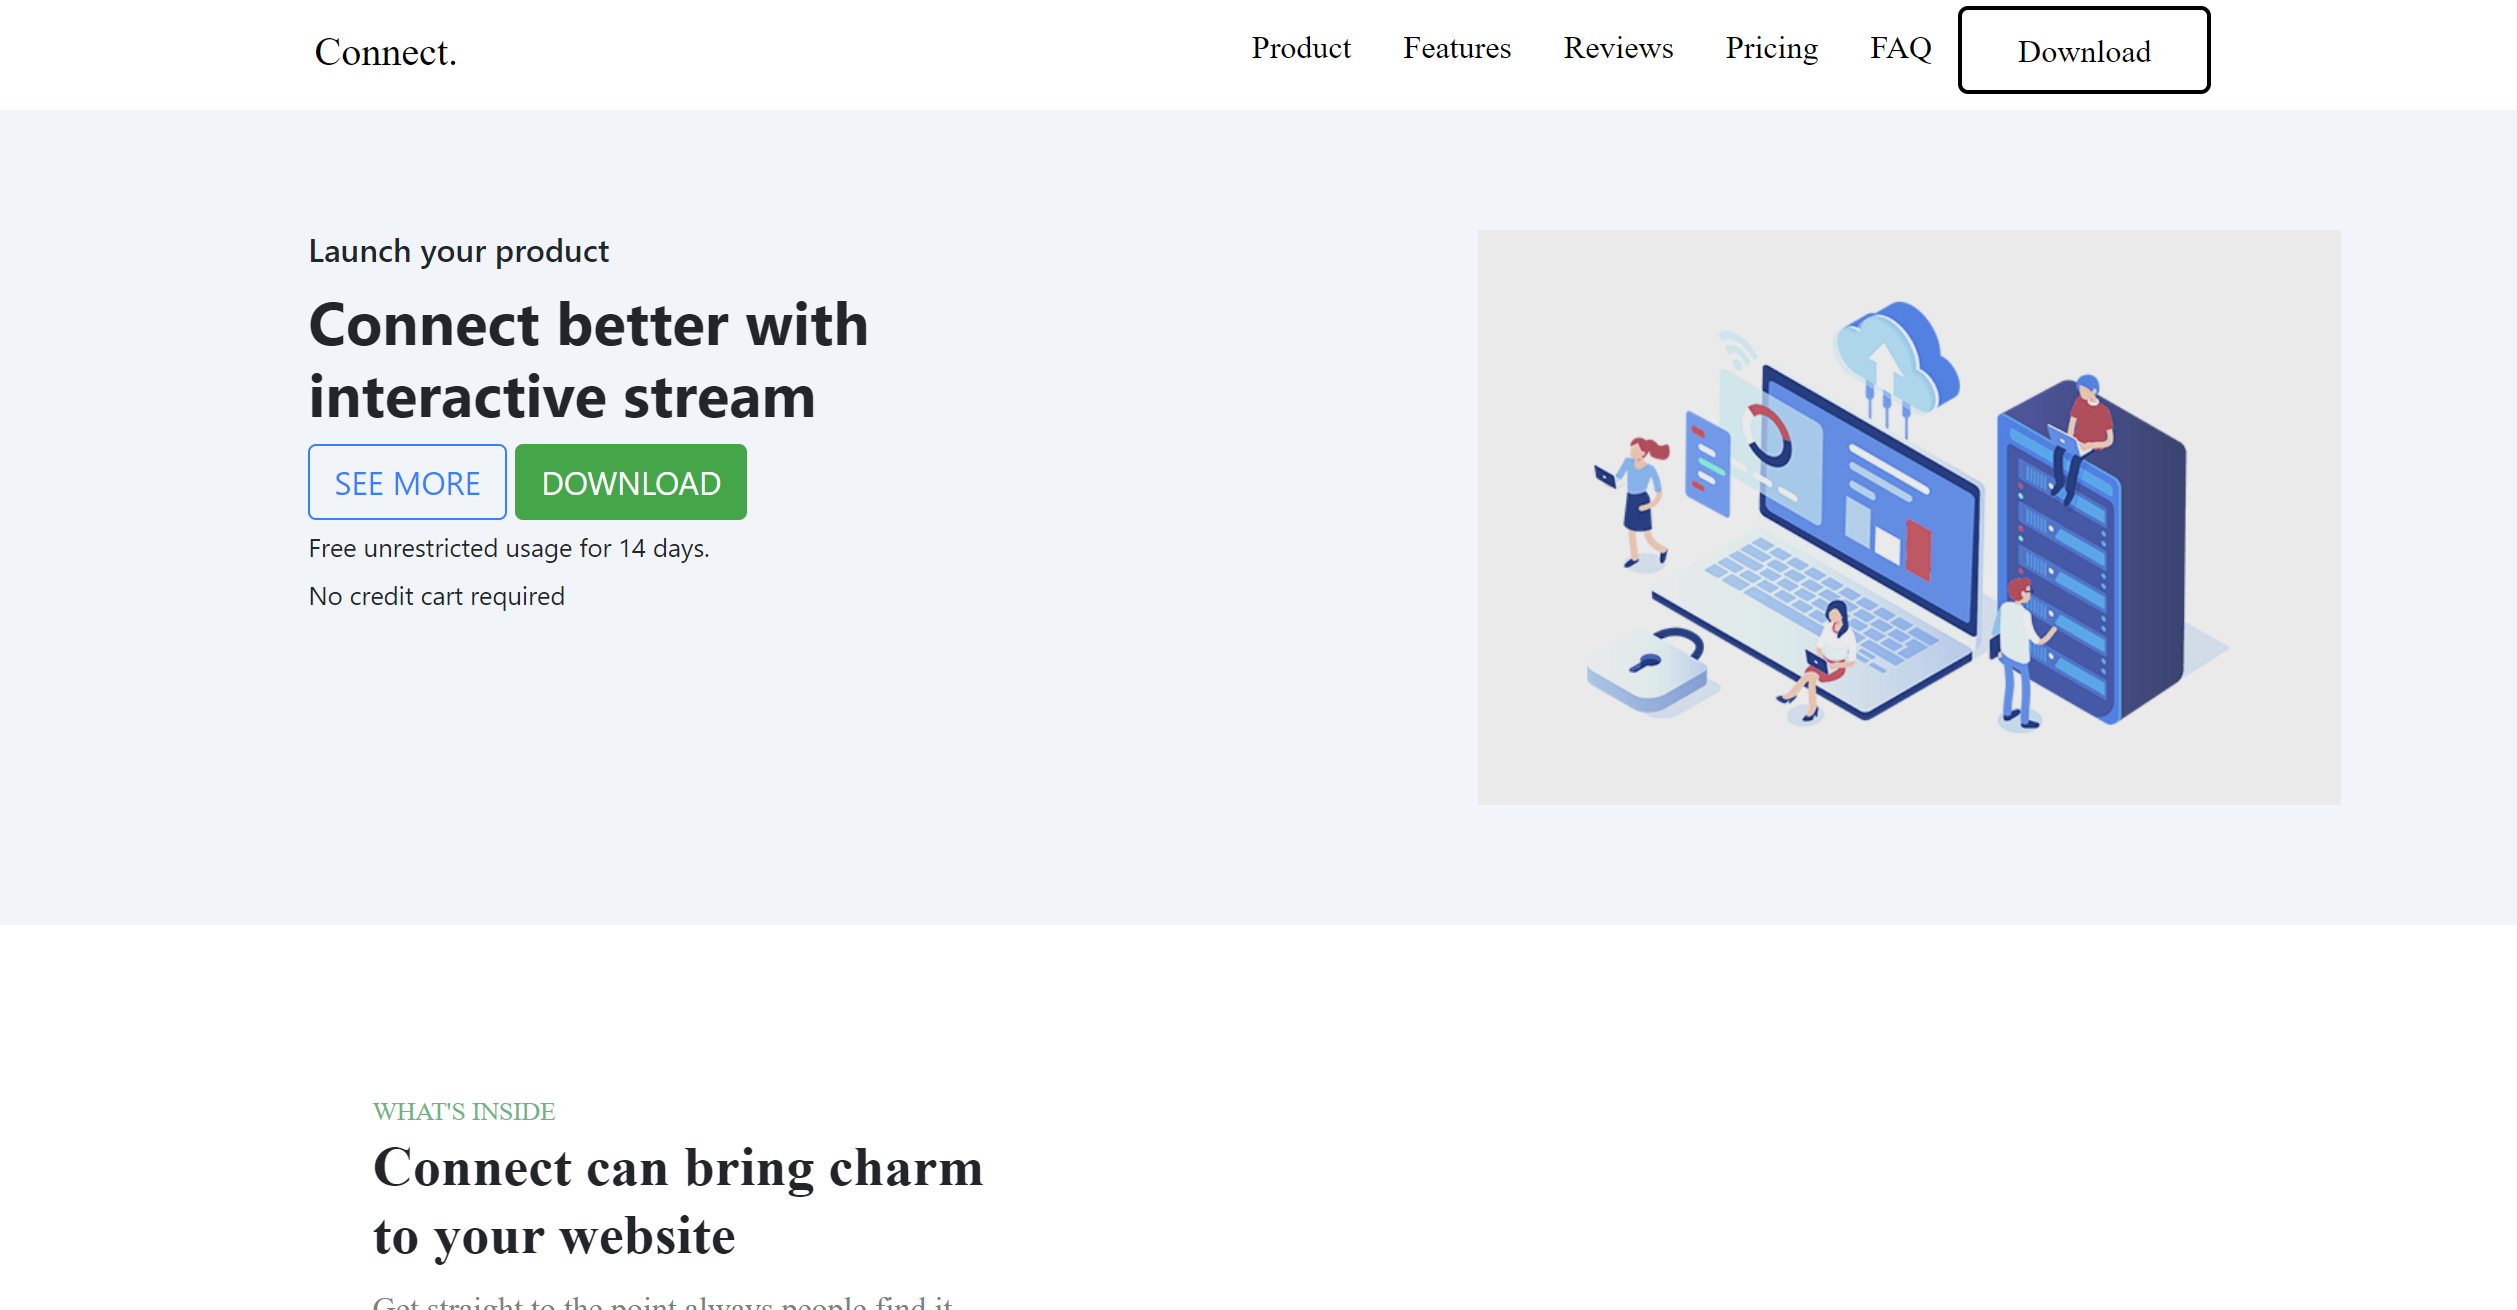 Connect.
Product Features Reviews Pricing FAQ Download
Launch your product
Connect better with
interactive stream
SEE MORE DOWNLOAD
Free unrestricted usage for 14 days.
No credit cart required
WHAT'S INSIDE
Connect can bring charm
to your website
Get straight to the point always people find it